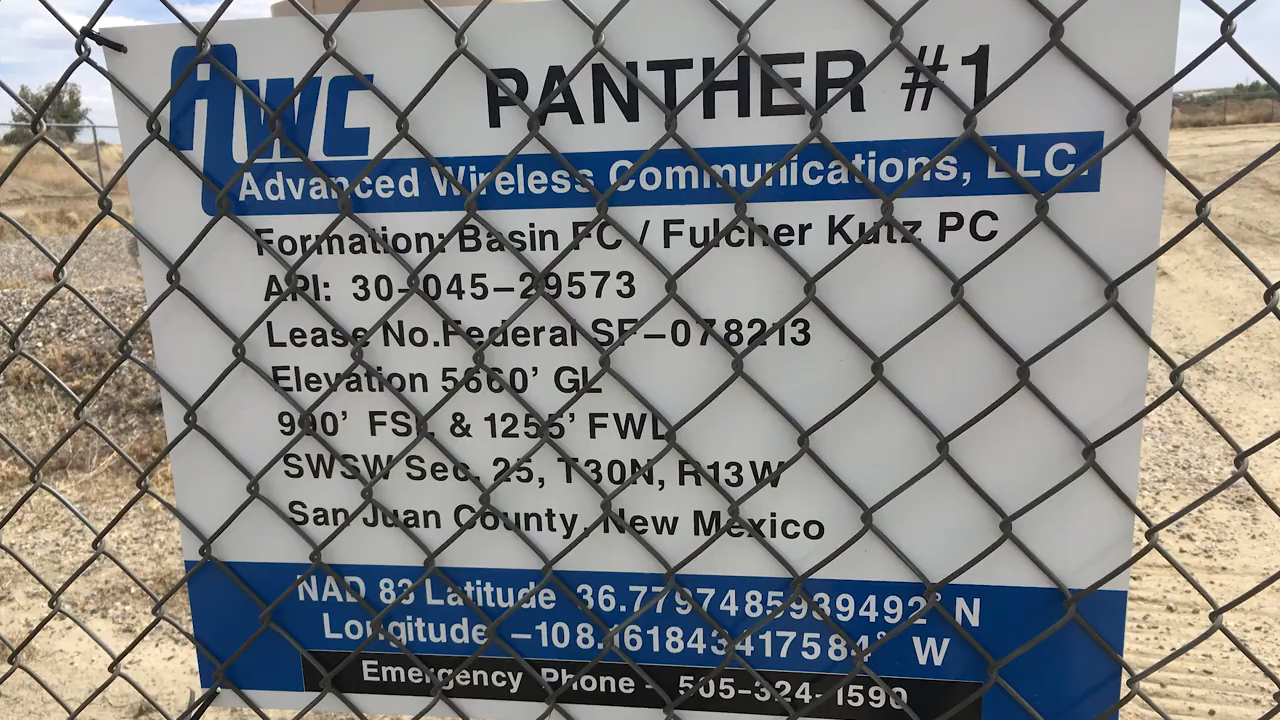 AWC
PANTHER #1
Advanced Wireless Communications, LLC.
Formation: Basin FC / Fulcher Kutz PC
API: 30-045-29573
Lease No.Federal SF-078213
Elevation 5660' GL
990' FSL & 1255' FWL
SWSW Sec. 25, T30N, R13W
San Juan County, New Mexico
NAD 83 Latitude 36.7797485939492° N
Longitude -108.161843417584° W
Emergency Phone - 505-324-1590